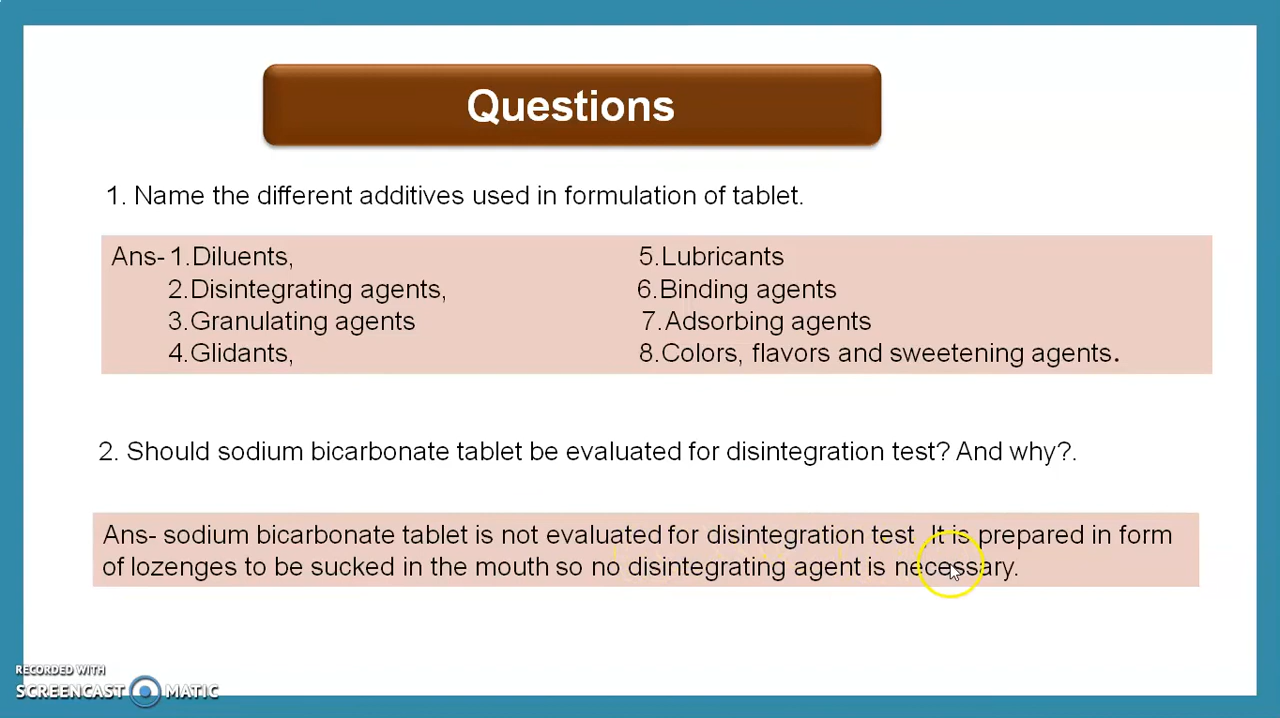 Questions
1. Name the different additives used in formulation of tablet.
Ans- 1.Diluents,
2.Disintegrating agents,
3.Granulating agents
4.Glidants,
5.Lubricants
6.Binding agents
7.Adsorbing agents
8.Colors, flavors and sweetening agents.
2. Should sodium bicarbonate tablet be evaluated for disintegration test? And why?.
Ans- sodium bicarbonate tablet is not evaluated for disintegration test .It is prepared in form
of lozenges to be sucked in the mouth so no disintegrating agent is necessary.
RECORDED WITH
SCREENCAST MATIC